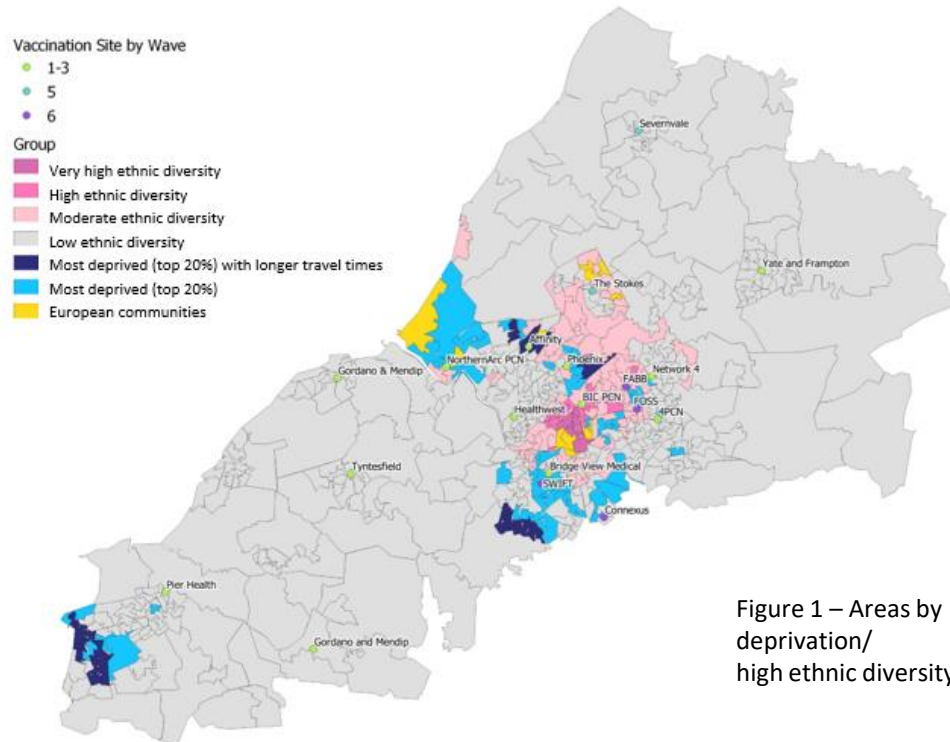 Vaccination Site by Wave
1-3
5
6
Group
Very high ethnic diversity
High ethnic diversity
Moderate ethnic diversity
Low ethnic diversity
Most deprived (top 20%) with longer travel times
Most deprived (top 20%)
European communities
Severnvale
Yate and Frampton
The Stokes
Affinity
NorthernArc PCN
Phoenix
Gordano & Mendip
Network 4
FABB
BIC PCN
FOSS
Healthwest
4PCN
Bridge View Medical
Tyntesfield
SWIFT
Connexus
Pier Health
Gordano and Mendip
Figure 1 – Areas by
deprivation/
high ethnic diversity